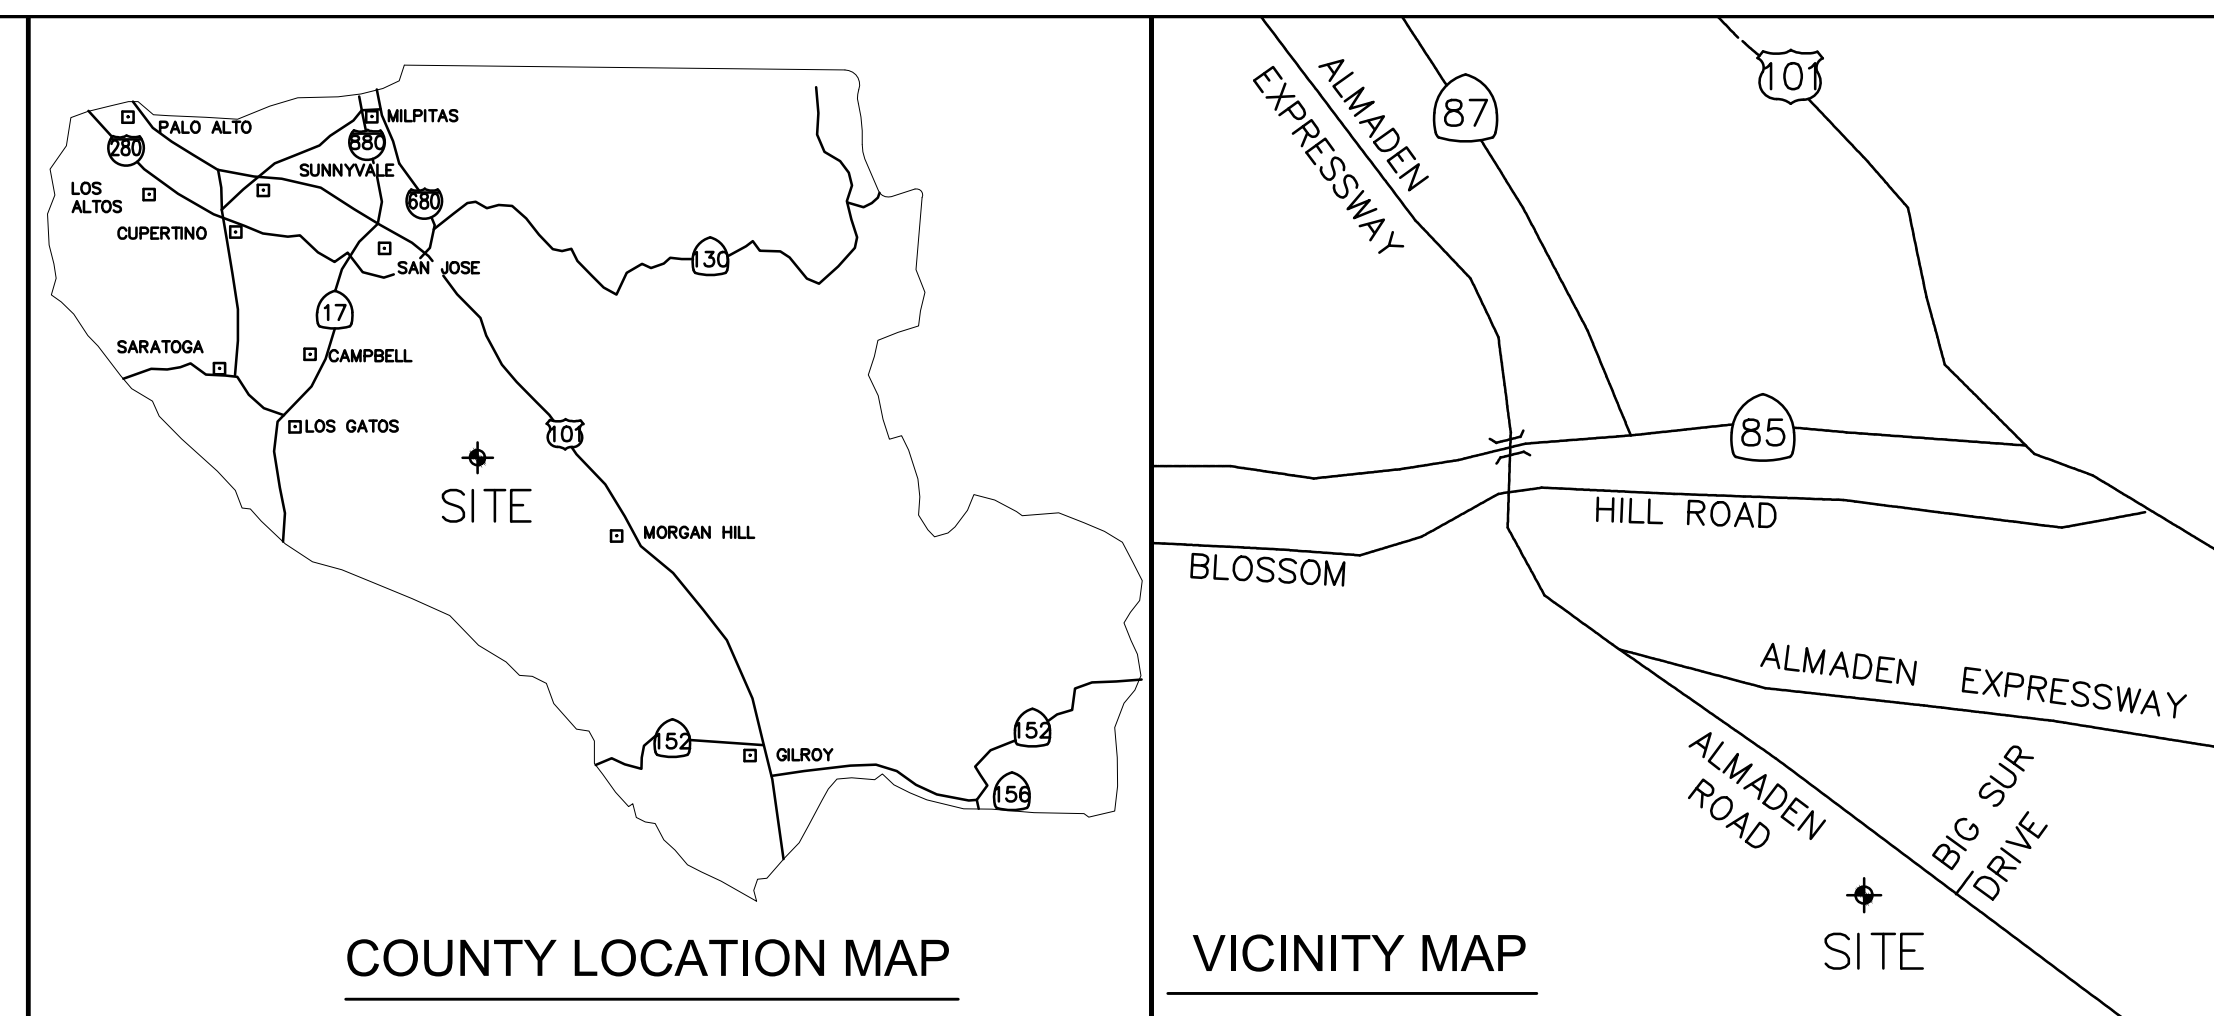 MILPITAS
PALO ALTO
280
880
SUNNYVALE
LOS
ALTOS
680
CUPERTINO
130
SAN JOSE
17
SARATOGA
CAMPBELL
LOS GATOS
101
SITE
MORGAN HILL
152
GILROY
152
156
COUNTY LOCATION MAP
ALMADEN
EXPRESSWAY
87
101
85
HILL ROAD
BLOSSOM
ALMADEN EXPRESSWAY
ALMADEN
ROAD
BIG SUR
DRIVE
SITE
VICINITY MAP